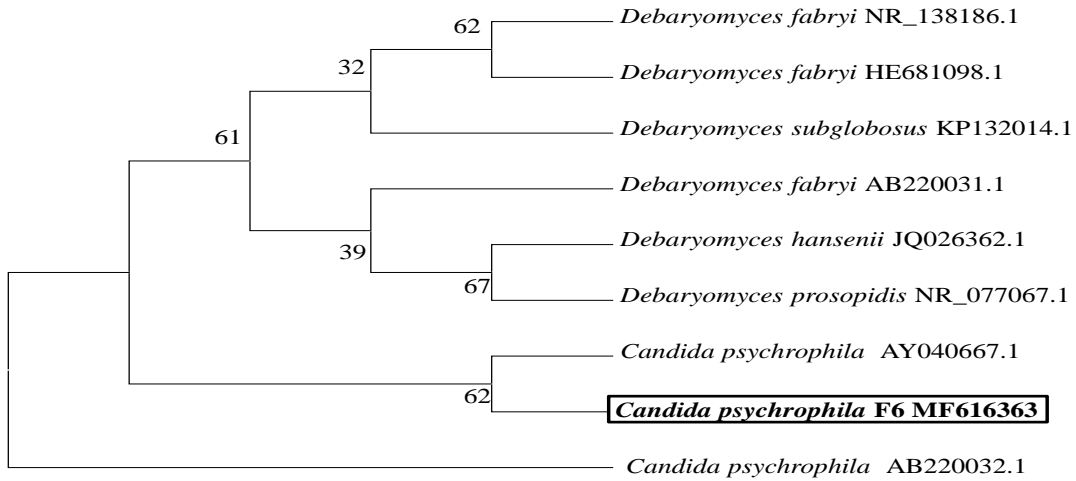 62
Debaryomyces fabryi NR_138186.1
Debaryomyces fabryi HE681098.1
32
Debaryomyces subglobosus KP132014.1
61
Debaryomyces fabryi AB220031.1
39
Debaryomyces hansenii JQ026362.1
67
Debaryomyces prosopidis NR_077067.1
Candida psychrophila AY040667.1
62
Candida psychrophila F6 MF616363
Candida psychrophila AB220032.1